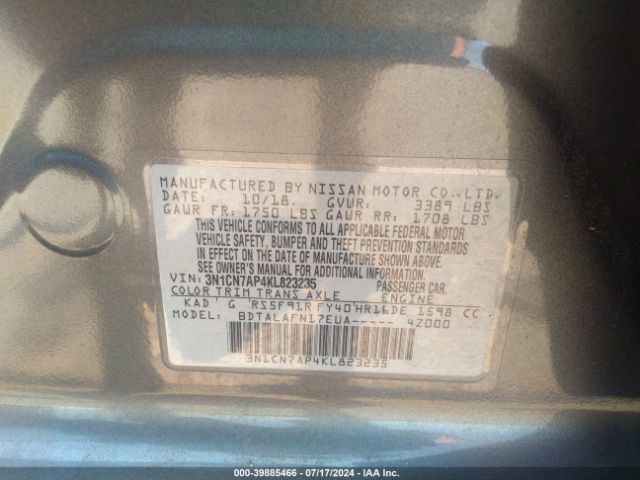 MANUFACTURED BY NISSAN MOTOR CO.,LTD.
DATE: 10/18. GVWR: 3389 LBS
GAWR FR: 1750 LBS GAWR RR: 1708 LBS
THIS VEHICLE CONFORMS TO ALL APPLICABLE FEDERAL MOTOR
VEHICLE SAFETY, BUMPER AND THEFT PREVENTION STANDARDS
IN EFFECT ON THE DATE OF MANUFACTURE SHOWN ABOVE.
SEE OWNER'S MANUAL OR DEALER FOR ADDITIONAL INFORMATION.
VIN: 3N1CN7AP4KL823235 PASSENGER CAR
COLOR TRIM TRANS AXLE ENGINE
KAD G RS5F91R FY40 HR16DE 1598 CC
MODEL: BDTALAFN17EUA----- 4Z000
3N1CN7AP4KL823235
000-39885466 - 07/17/2024 - IAA Inc.